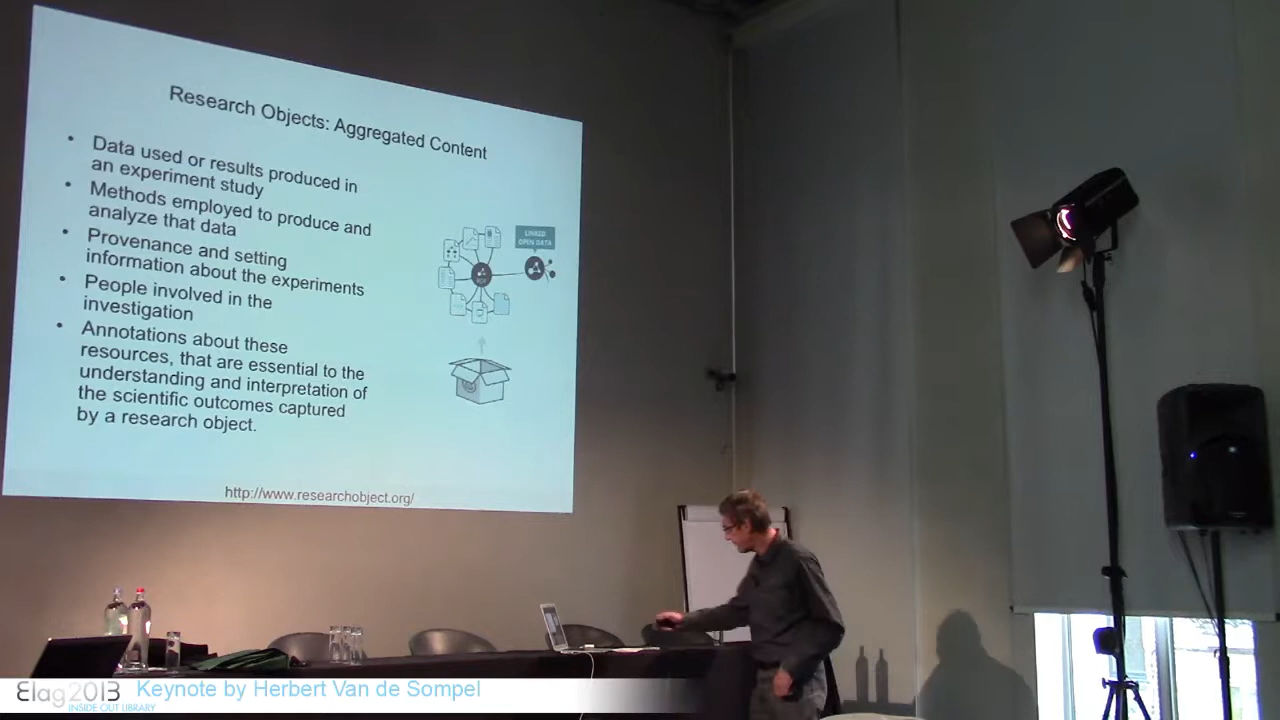 Research Objects: Aggregated Content
• Data used or results produced in
an experiment study
• Methods employed to produce and
analyze that data
• Provenance and setting
information about the experiments
• People involved in the
investigation
• Annotations about these
resources, that are essential to the
understanding and interpretation of
the scientific outcomes captured
by a research object.
LINKED
OPEN DATA
http://www.researchobject.org/
Elag2013 Keynote by Herbert Van de Sompel
INSIDE OUT LIBRARY